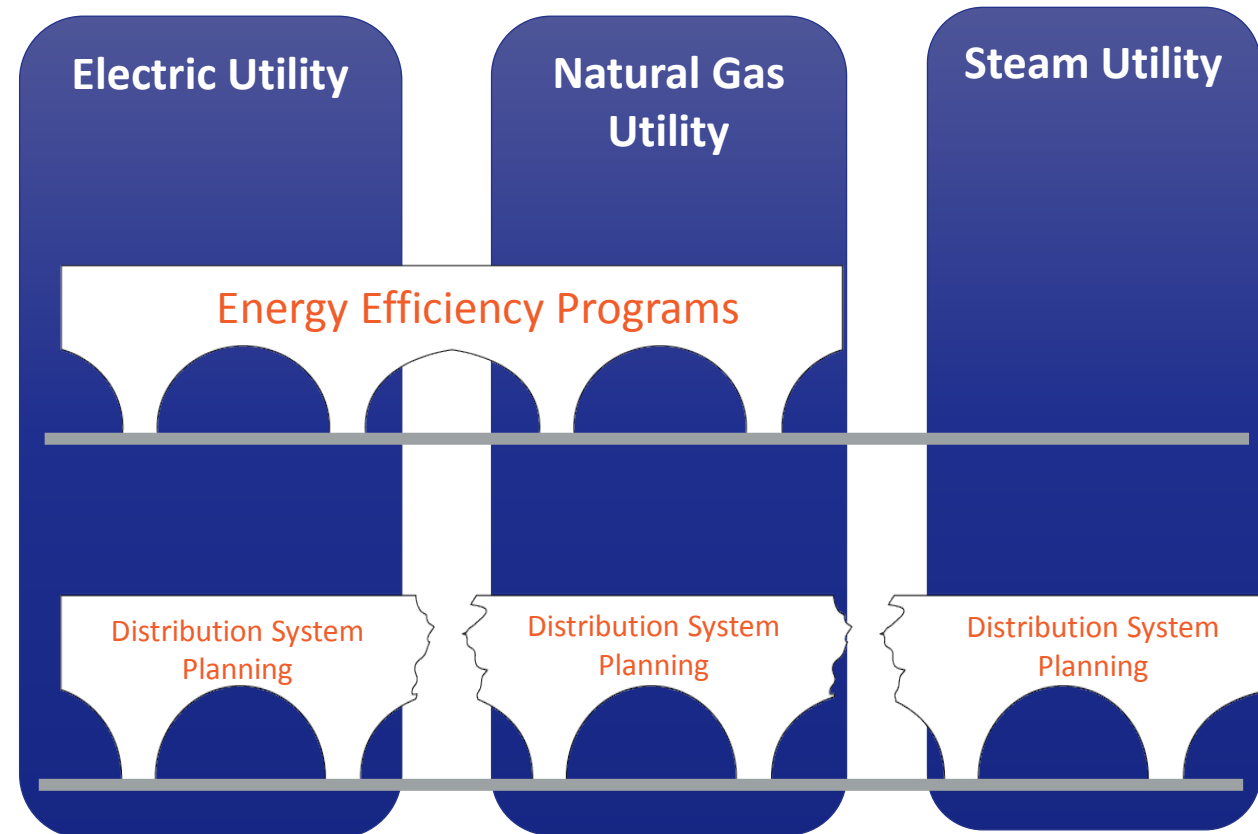 Electric Utility
Natural Gas
Utility
Steam Utility
Energy Efficiency Programs
Distribution System
Planning
Distribution System
Planning
Distribution System
Planning